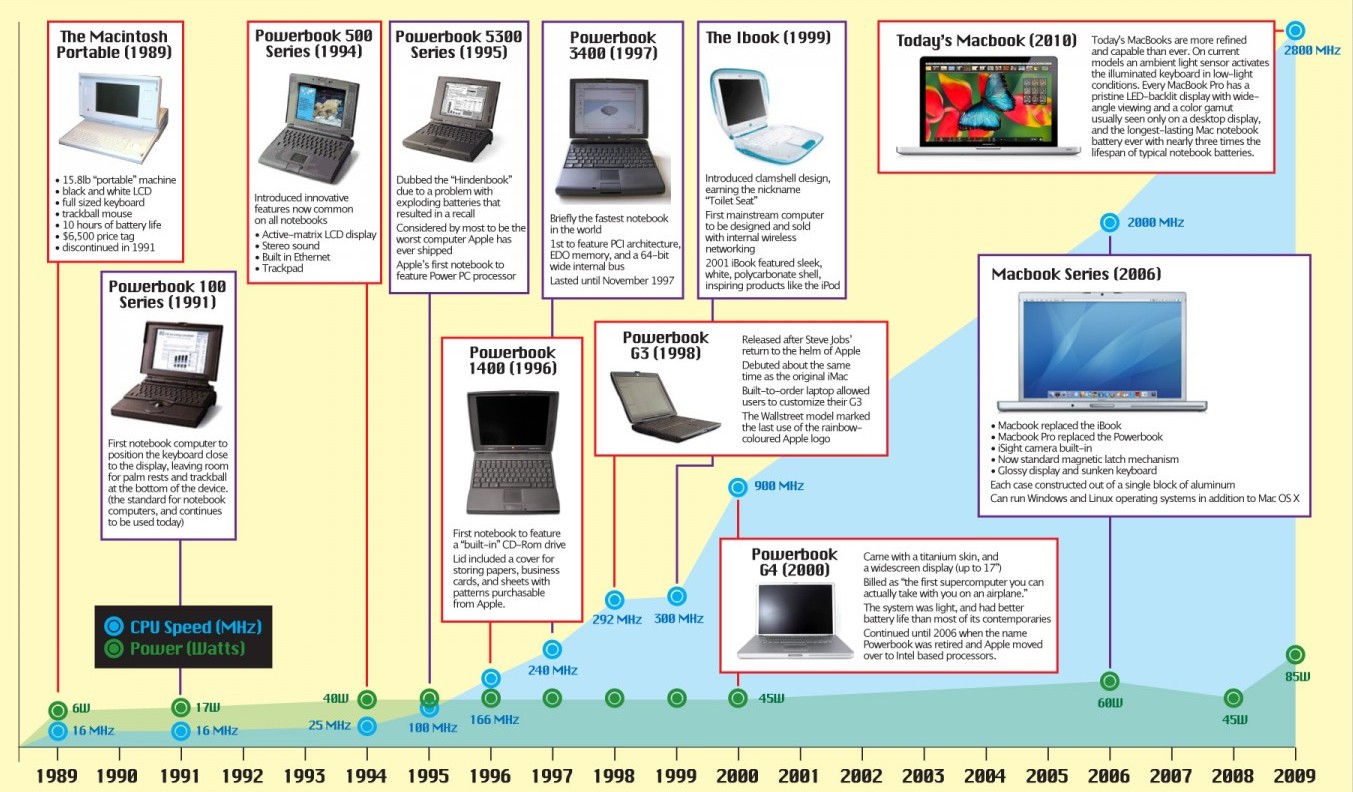 The Macintosh
Portable (1989)
• 15.8lb “portable” machine
• black and white LCD
• full sized keyboard
• trackball mouse
• 10 hours of battery life
• $6,500 price tag
• discontinued in 1991
Powerbook 100
Series (1991)
First notebook computer to
position the keyboard close
to the display, leaving room
for palm rests and trackball
at the bottom of the device.
(the standard for notebook
computers, and continues
to be used today)
Powerbook 500
Series (1994)
Introduced innovative
features now common
on all notebooks
• Active-matrix LCD display
• Stereo sound
• Built in Ethernet
• Trackpad
Powerbook 5300
Series (1995)
Dubbed the “Hindenbook”
due to a problem with
exploding batteries that
resulted in a recall
Considered by most to be the
worst computer Apple has
ever shipped
Apple's first notebook to
feature Power PC processor
Powerbook
1400 (1996)
First notebook to feature
a “built-in” CD-Rom drive
Lid included a cover for
storing papers, business
cards, and sheets with
patterns purchasable
from Apple.
Powerbook
3400 (1997)
Briefly the fastest notebook
in the world
1st to feature PCI architecture,
EDO memory, and a 64-bit
wide internal bus
Lasted until November 1997
The Ibook (1999)
Introduced clamshell design,
earning the nickname
“Toilet Seat”
First mainstream computer
to be designed and sold
with internal wireless
networking
2001 iBook featured sleek,
white, polycarbonate shell,
inspiring products like the iPod
Powerbook
G3 (1998)
Released after Steve Jobs'
return to the helm of Apple
Debuted about the same
time as the original iMac
Built-to-order laptop allowed
users to customize their G3
The Wallstreet model marked
the last use of the rainbow-
coloured Apple logo
Powerbook
G4 (2000)
Came with a titanium skin, and
a widescreen display (up to 17")
Billed as “the first supercomputer you can
actually take with you on an airplane.”
The system was light, and had better
battery life than most of its contemporaries
Continued until 2006 when the name
Powerbook was retired and Apple moved
over to Intel based processors.
Today's Macbook (2010)
Today's MacBooks are more refined
and capable than ever. On current
models an ambient light sensor activates
the illuminated keyboard in low-light
conditions. Every MacBook Pro has a
pristine LED-backlit display with wide-
angle viewing and a color gamut
usually seen only on a desktop display,
and the longest-lasting Mac notebook
battery ever with nearly three times the
lifespan of typical notebook batteries.
Macbook Series (2006)
• Macbook replaced the iBook
• Macbook Pro replaced the Powerbook
• iSight camera built-in
• Now standard magnetic latch mechanism
• Glossy display and sunken keyboard
Each case constructed out of a single block of aluminum
Can run Windows and Linux operating systems in addition to Mac OS X
CPU Speed (MHz)
Power (Watts)
2800 MHz
2000 MHz
900 MHz
292 MHz
300 MHz
240 MHz
166 MHz
100 MHz
25 MHz
16 MHz
16 MHz
6W
17W
40W
45W
60W
45W
85W
1989 1990 1991 1992 1993 1994 1995 1996 1997 1998 1999 2000 2001 2002 2003 2004 2005 2006 2007 2008 2009